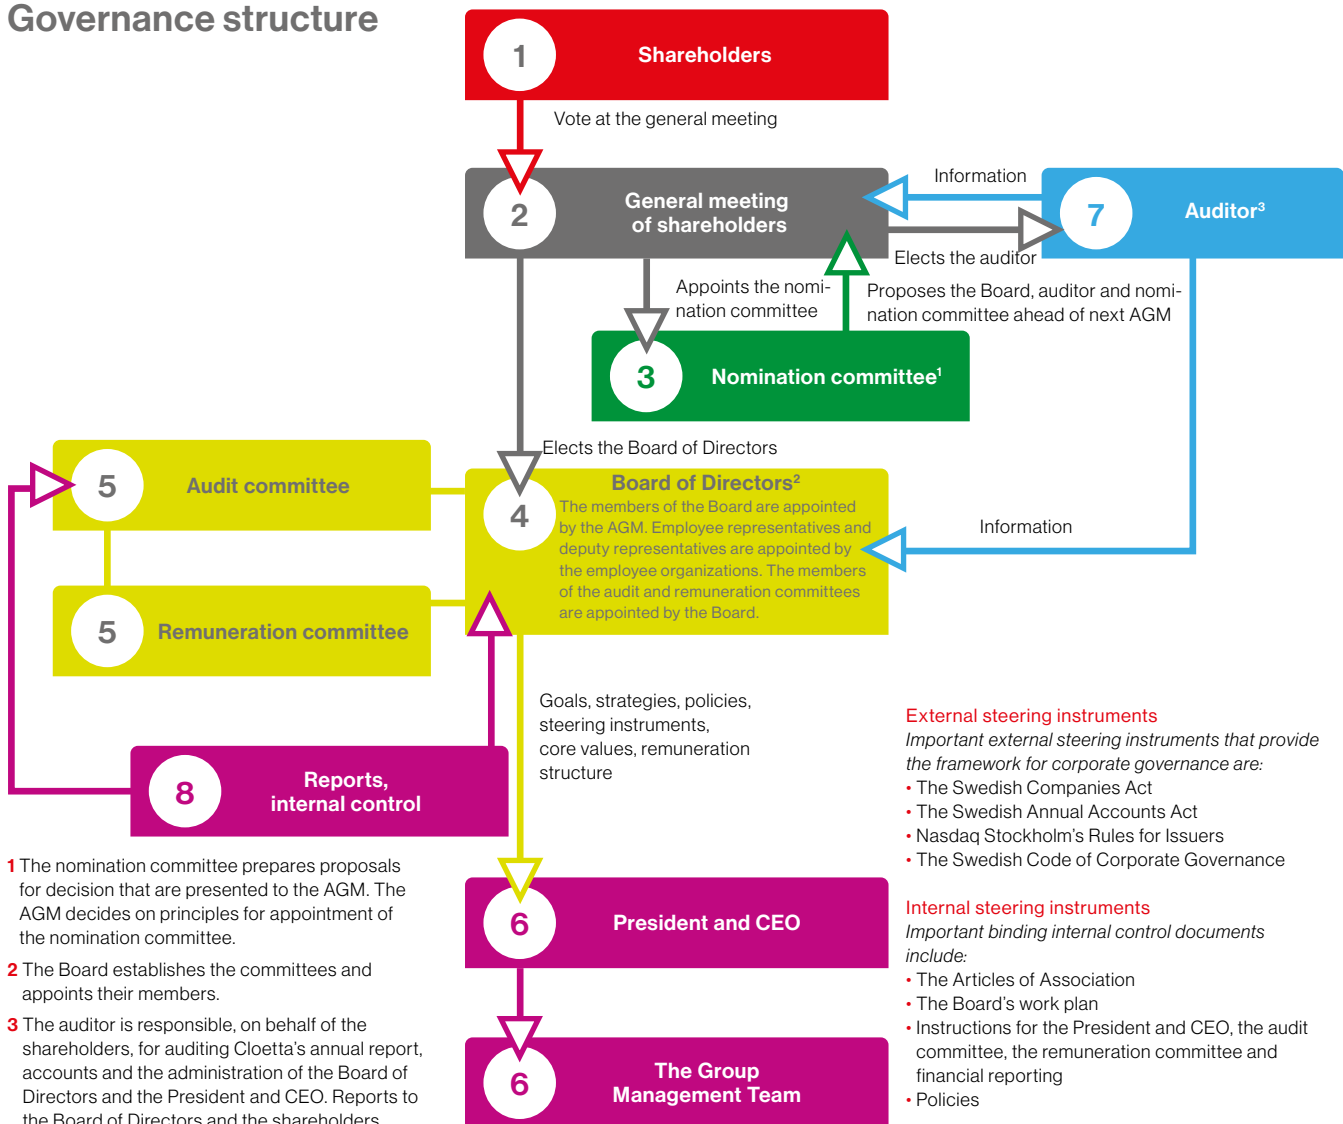 Governance structure
1
Shareholders
Vote at the general meeting
2
General meeting
of shareholders
Information
7
Auditor³
Elects the auditor
Appoints the nomi-
nation committee
Proposes the Board, auditor and nomi-
nation committee ahead of next AGM
3
Nomination committee¹
Elects the Board of Directors
5
Audit committee
4
Board of Directors²
The members of the Board are appointed
by the AGM. Employee representatives and
deputy representatives are appointed by
the employee organizations. The members
of the audit and remuneration committees
are appointed by the Board.
Information
5
Remuneration committee
Goals, strategies, policies,
steering instruments,
core values, remuneration
structure
8
Reports,
internal control
6
President and CEO
6
The Group
Management Team
1 The nomination committee prepares proposals
for decision that are presented to the AGM. The
AGM decides on principles for appointment of
the nomination committee.
2 The Board establishes the committees and
appoints their members.
3 The auditor is responsible, on behalf of the
shareholders, for auditing Cloetta's annual report,
accounts and the administration of the Board of
Directors and the President and CEO. Reports to
the Board of Directors and the shareholders
External steering instruments
Important external steering instruments that provide
the framework for corporate governance are:
• The Swedish Companies Act
• The Swedish Annual Accounts Act
• Nasdaq Stockholm's Rules for Issuers
• The Swedish Code of Corporate Governance
Internal steering instruments
Important binding internal control documents
include:
• The Articles of Association
• The Board's work plan
• Instructions for the President and CEO, the audit
committee, the remuneration committee and
financial reporting
• Policies